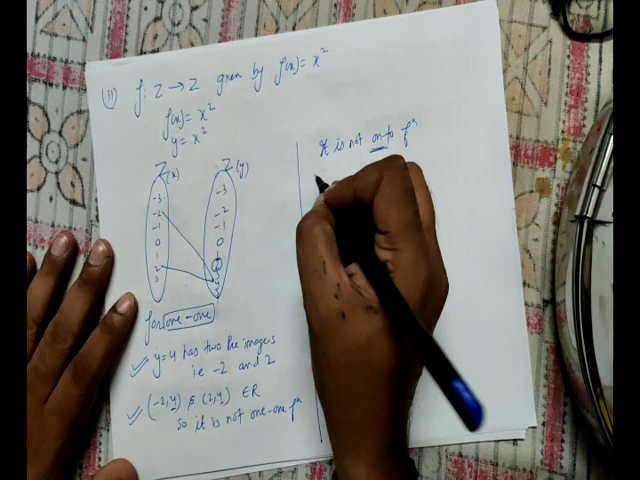 (ii) f: Z → Z given by f(x) = x²
f(x) = x²
y = x²
Z(x) Z(y)
-3 -3
-2 -2
-1 -1
0 0
1
2
3
for one-one
✓ y=4 has two Pre images
i.e -2 and 2
✓ (-2,4) & (2,4) ∈R
so it is not one-one fⁿ
It is not onto fⁿ